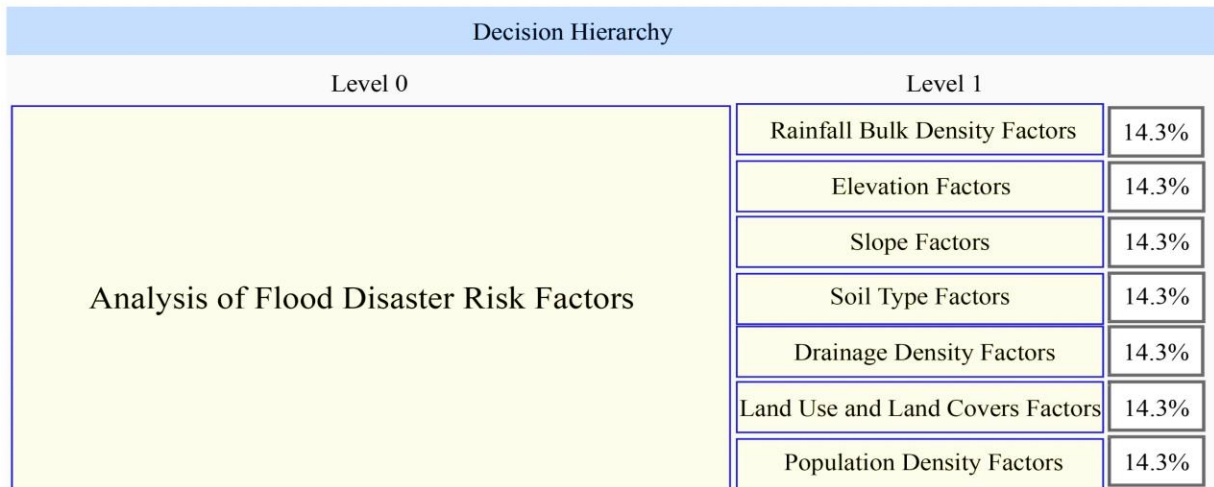 Decision Hierarchy
Level 0 Level 1
Rainfall Bulk Density Factors 14.3%
Elevation Factors 14.3%
Slope Factors 14.3%
Analysis of Flood Disaster Risk Factors
Soil Type Factors 14.3%
Drainage Density Factors 14.3%
Land Use and Land Covers Factors 14.3%
Population Density Factors 14.3%